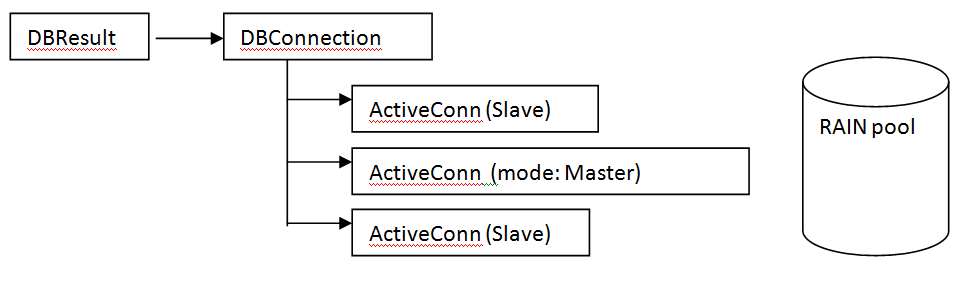 DBResult
DBConnection
ActiveConn (Slave)
RAIN pool
ActiveConn (mode: Master)
ActiveConn (Slave)